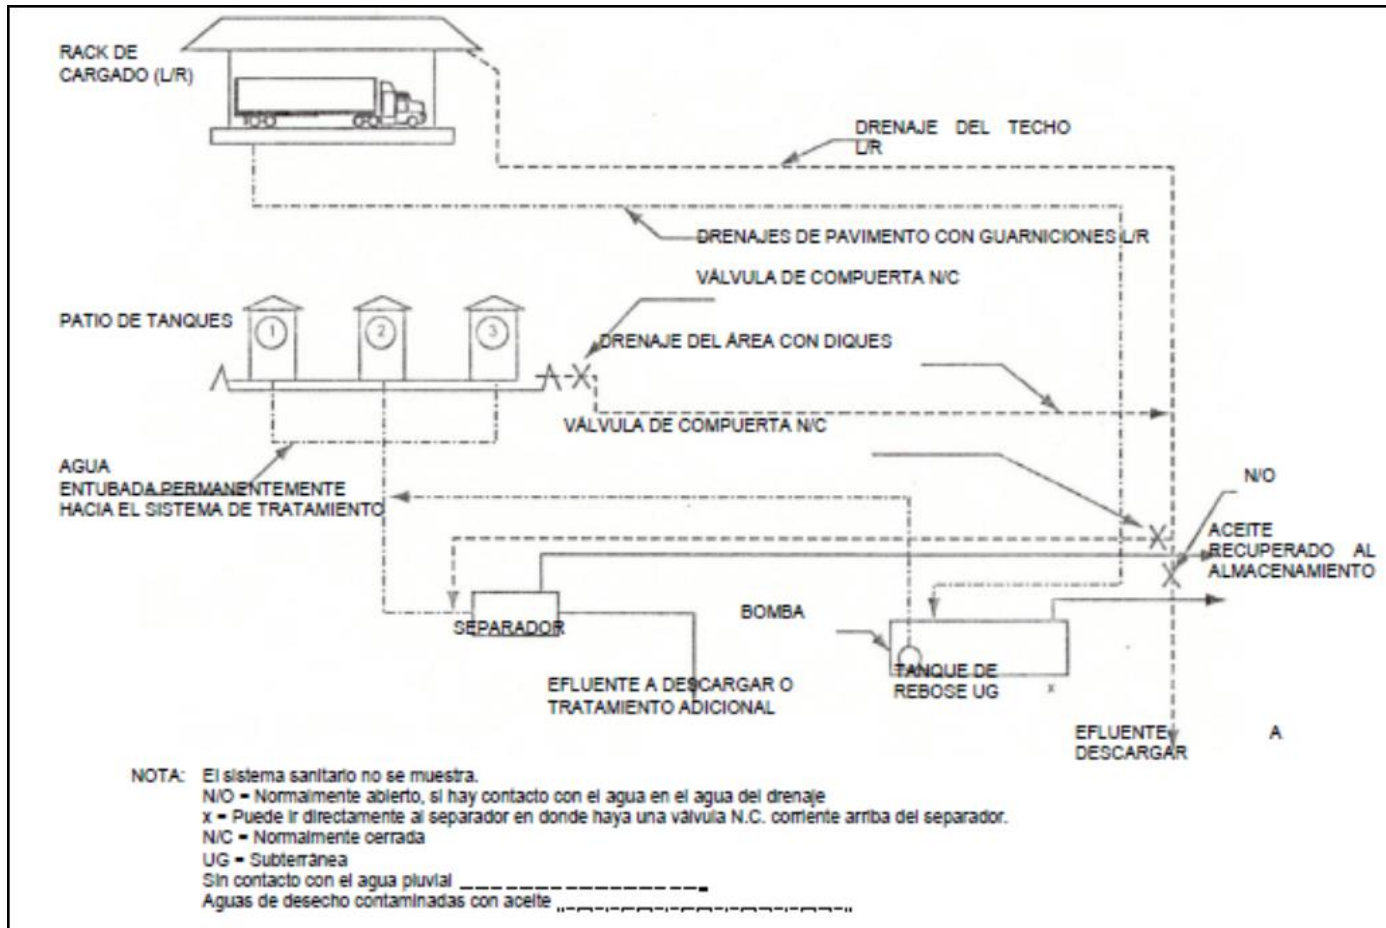 RACK DE
CARGADO (L/R)
DRENAJE DEL TECHO
L/R
DRENAJES DE PAVIMENTO CON GUARNICIONES L/R
VÁLVULA DE COMPUERTA N/C
PATIO DE TANQUES
1
2
3
DRENAJE DEL ÁREA CON DIQUES
VÁLVULA DE COMPUERTA N/C
AGUA
ENTUBADA PERMANENTEMENTE
HACIA EL SISTEMA DE TRATAMIENTO
N/O
ACEITE
RECUPERADO AL
ALMACENAMIENTO
SEPARADOR
BOMBA
TANQUE DE
REBOSE UG
x
EFLUENTE A DESCARGAR O
TRATAMIENTO ADICIONAL
EFLUENTE A
DESCARGAR
NOTA: El sistema sanitario no se muestra.
N/O = Normalmente abierto, si hay contacto con el agua en el agua del drenaje
x = Puede ir directamente al separador en donde haya una válvula N.C. corriente arriba del separador.
N/C = Normalmente cerrada
UG = Subterránea
Sin contacto con el agua pluvial
Aguas de desecho contaminadas con aceite